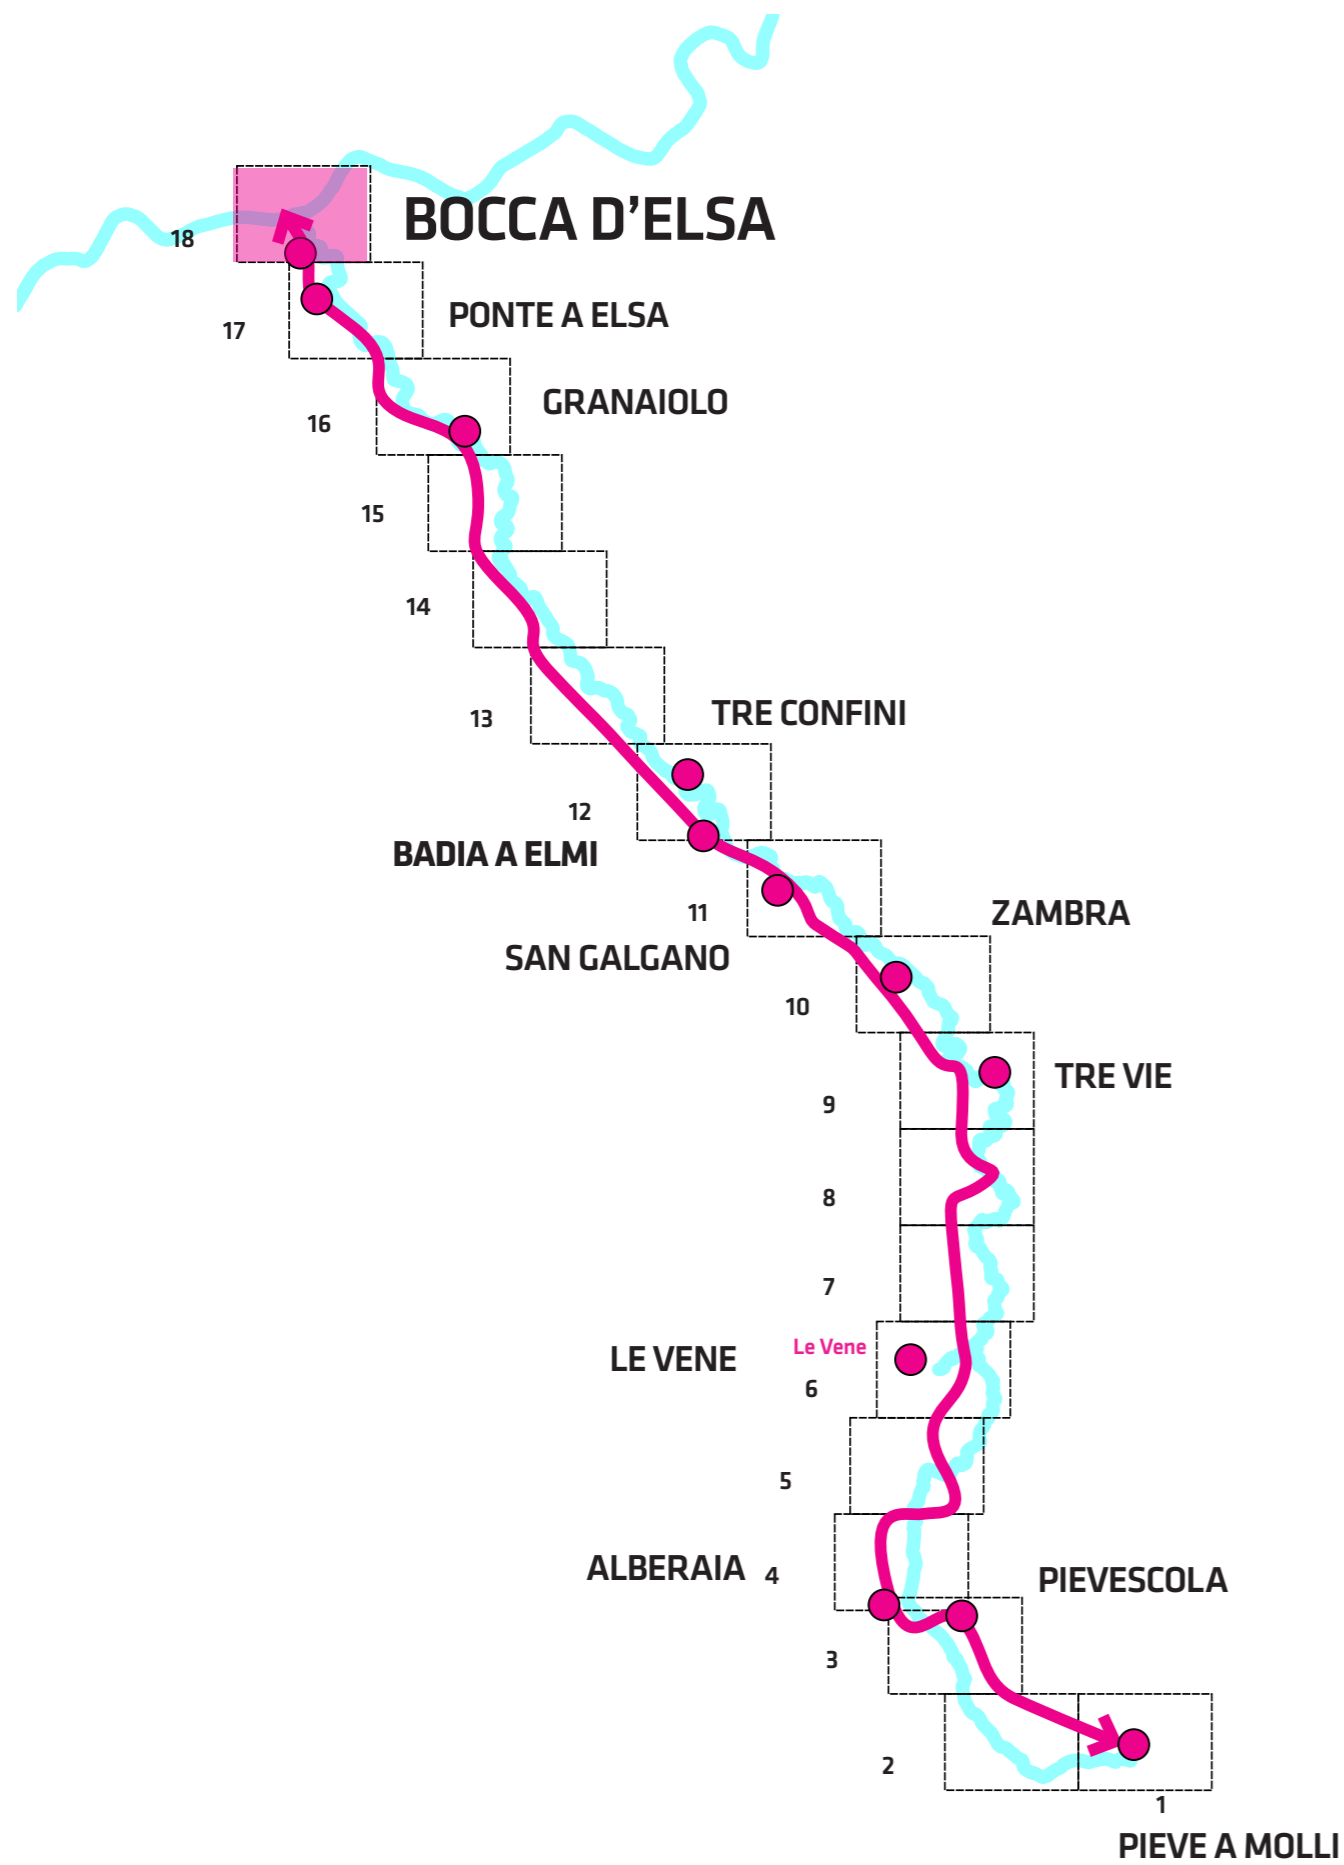 BOCCA D’ELSA
18
PONTE A ELSA
17
GRANAIOLO
16
15
14
TRE CONFINI
13
12
BADIA A ELMI
11
ZAMBRA
SAN GALGANO
10
TRE VIE
9
8
7
Le Vene
LE VENE
6
5
ALBERAIA 4
PIEVESCOLA
3
2
1
PIEVE A MOLLI